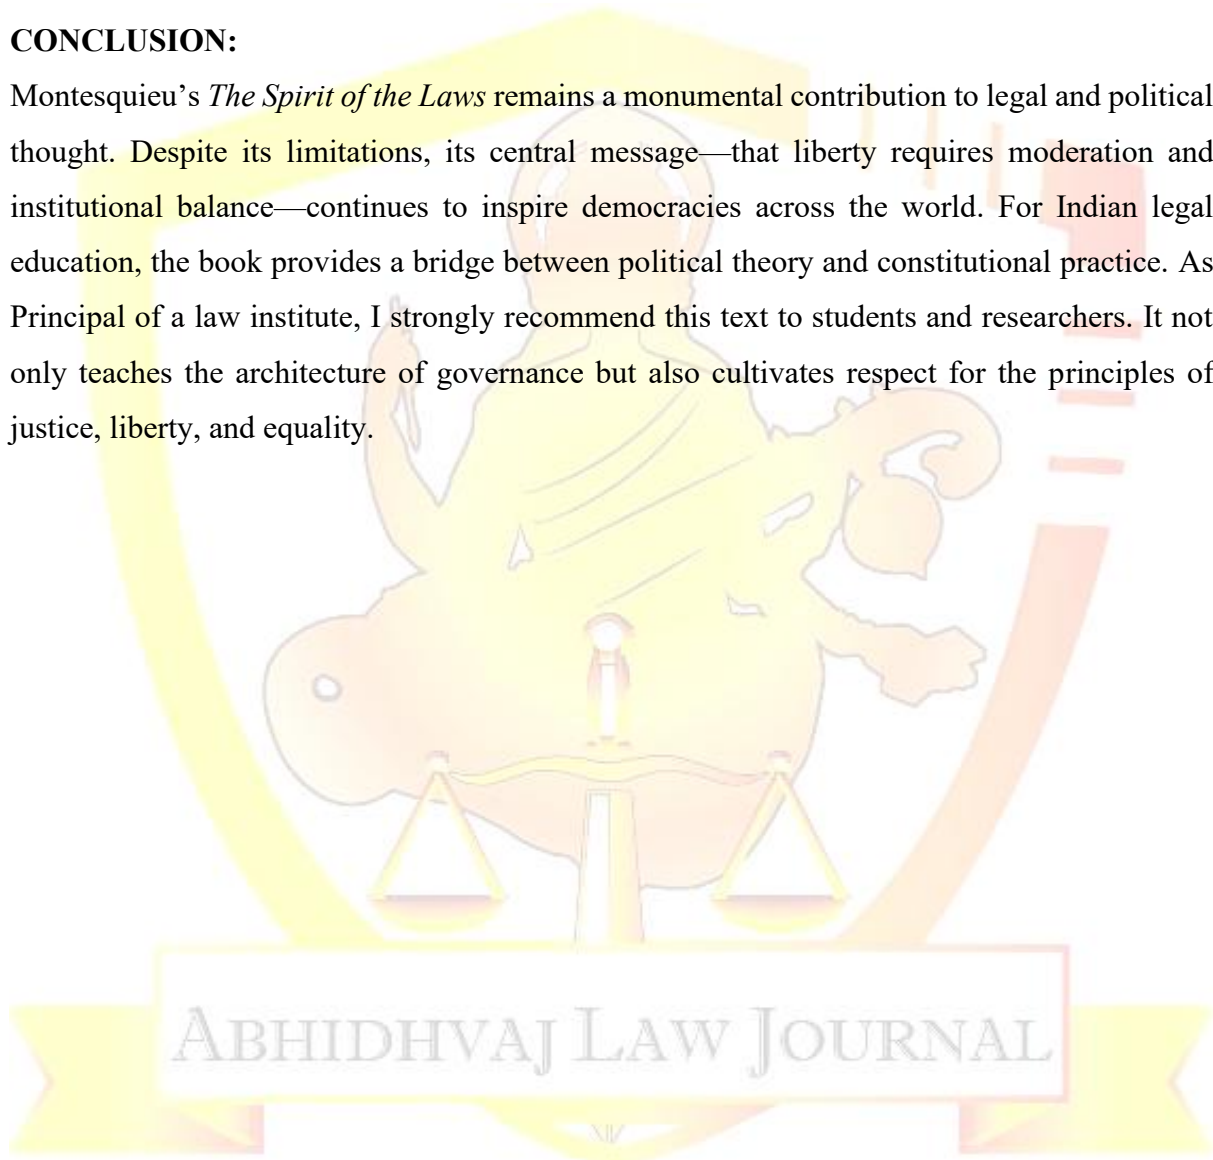 CONCLUSION:
Montesquieu’s The Spirit of the Laws remains a monumental contribution to legal and political
thought. Despite its limitations, its central message—that liberty requires moderation and
institutional balance—continues to inspire democracies across the world. For Indian legal
education, the book provides a bridge between political theory and constitutional practice. As
Principal of a law institute, I strongly recommend this text to students and researchers. It not
only teaches the architecture of governance but also cultivates respect for the principles of
justice, liberty, and equality.
ABHIDHVAJ LAW JOURNAL